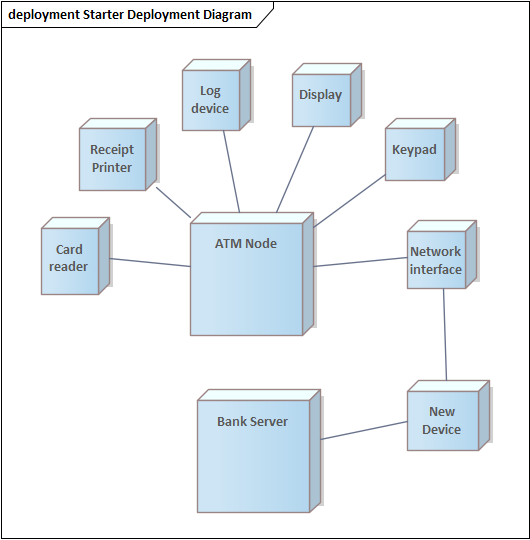 deployment Starter Deployment Diagram
Log
device
Display
Receipt
Printer
Keypad
Card
reader
ATM Node
Network
interface
Bank Server
New
Device